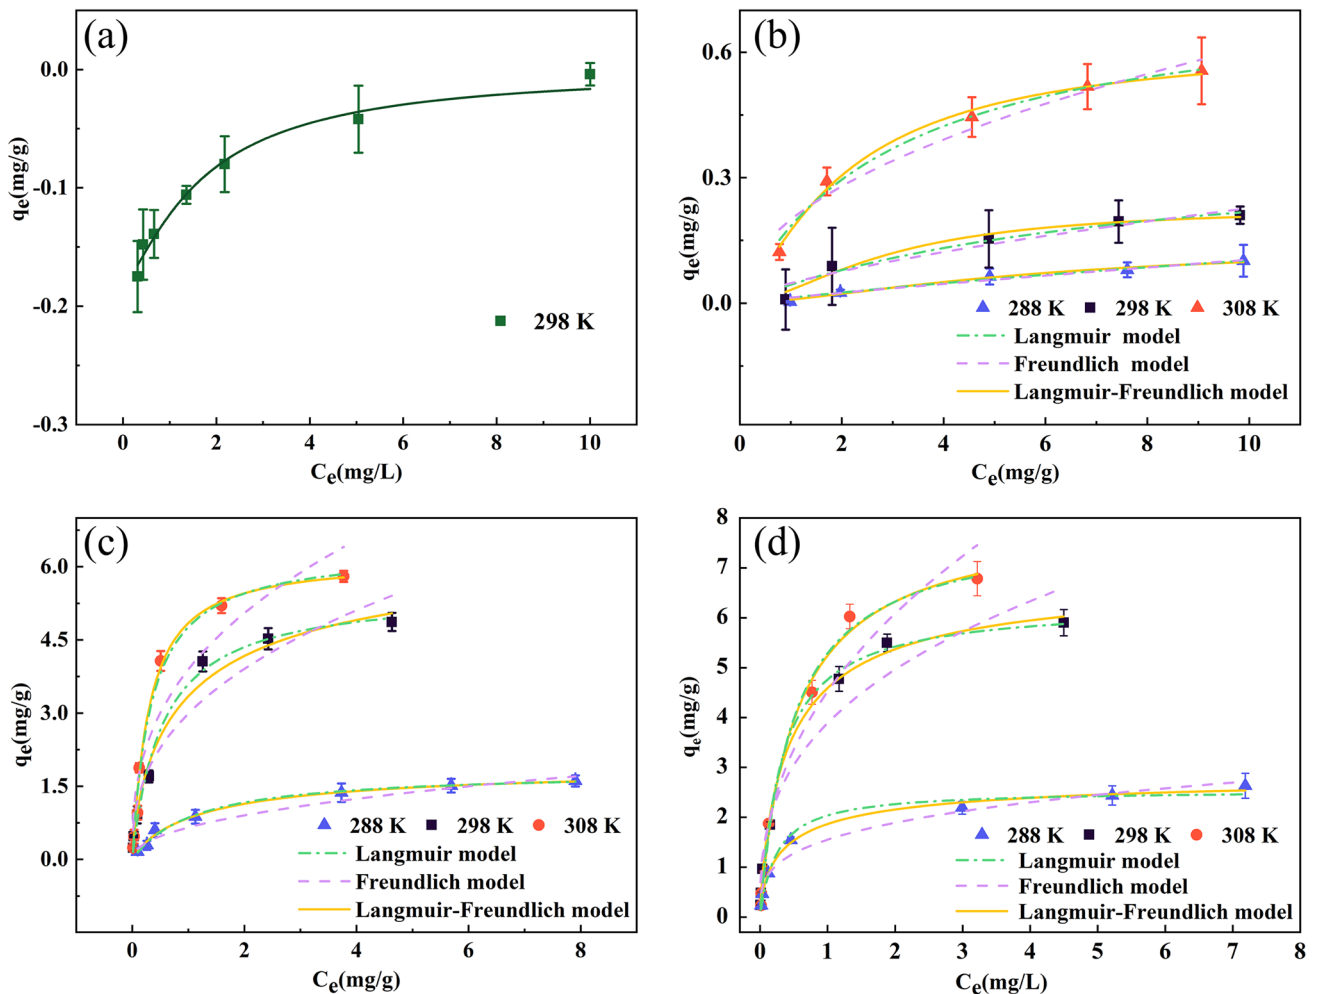 (a)
0.0
-0.1
-0.2
-0.3
qe(mg/g)
298 K
0 2 4 6 8 10
Ce(mg/L)
(b)
0.6
0.3
0.0
qe(mg/g)
288 K 298 K 308 K
Langmuir model
Freundlich model
Langmuir-Freundlich model
0 2 4 6 8 10
Ce(mg/g)
(c)
6.0
4.5
3.0
1.5
0.0
qe(mg/g)
288 K 298 K 308 K
Langmuir model
Freundlich model
Langmuir-Freundlich model
0 2 4 6 8
Ce(mg/g)
(d)
8
7
6
5
4
3
2
1
0
qe(mg/g)
288 K 298 K 308 K
Langmuir model
Freundlich model
Langmuir-Freundlich model
0 1 2 3 4 5 6 7 8
Ce(mg/L)